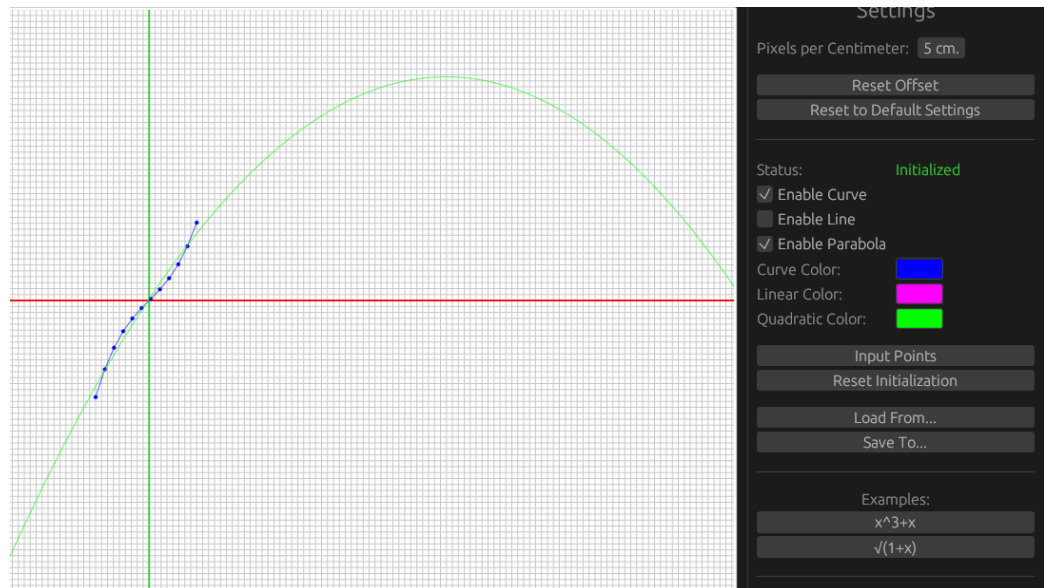 Settings
Pixels per Centimeter: 5 cm.
Reset Offset
Reset to Default Settings
Status: Initialized
Enable Curve
Enable Line
Enable Parabola
Curve Color:
Linear Color:
Quadratic Color:
Input Points
Reset Initialization
Load From...
Save To...
Examples:
x^3+x
√(1+x)